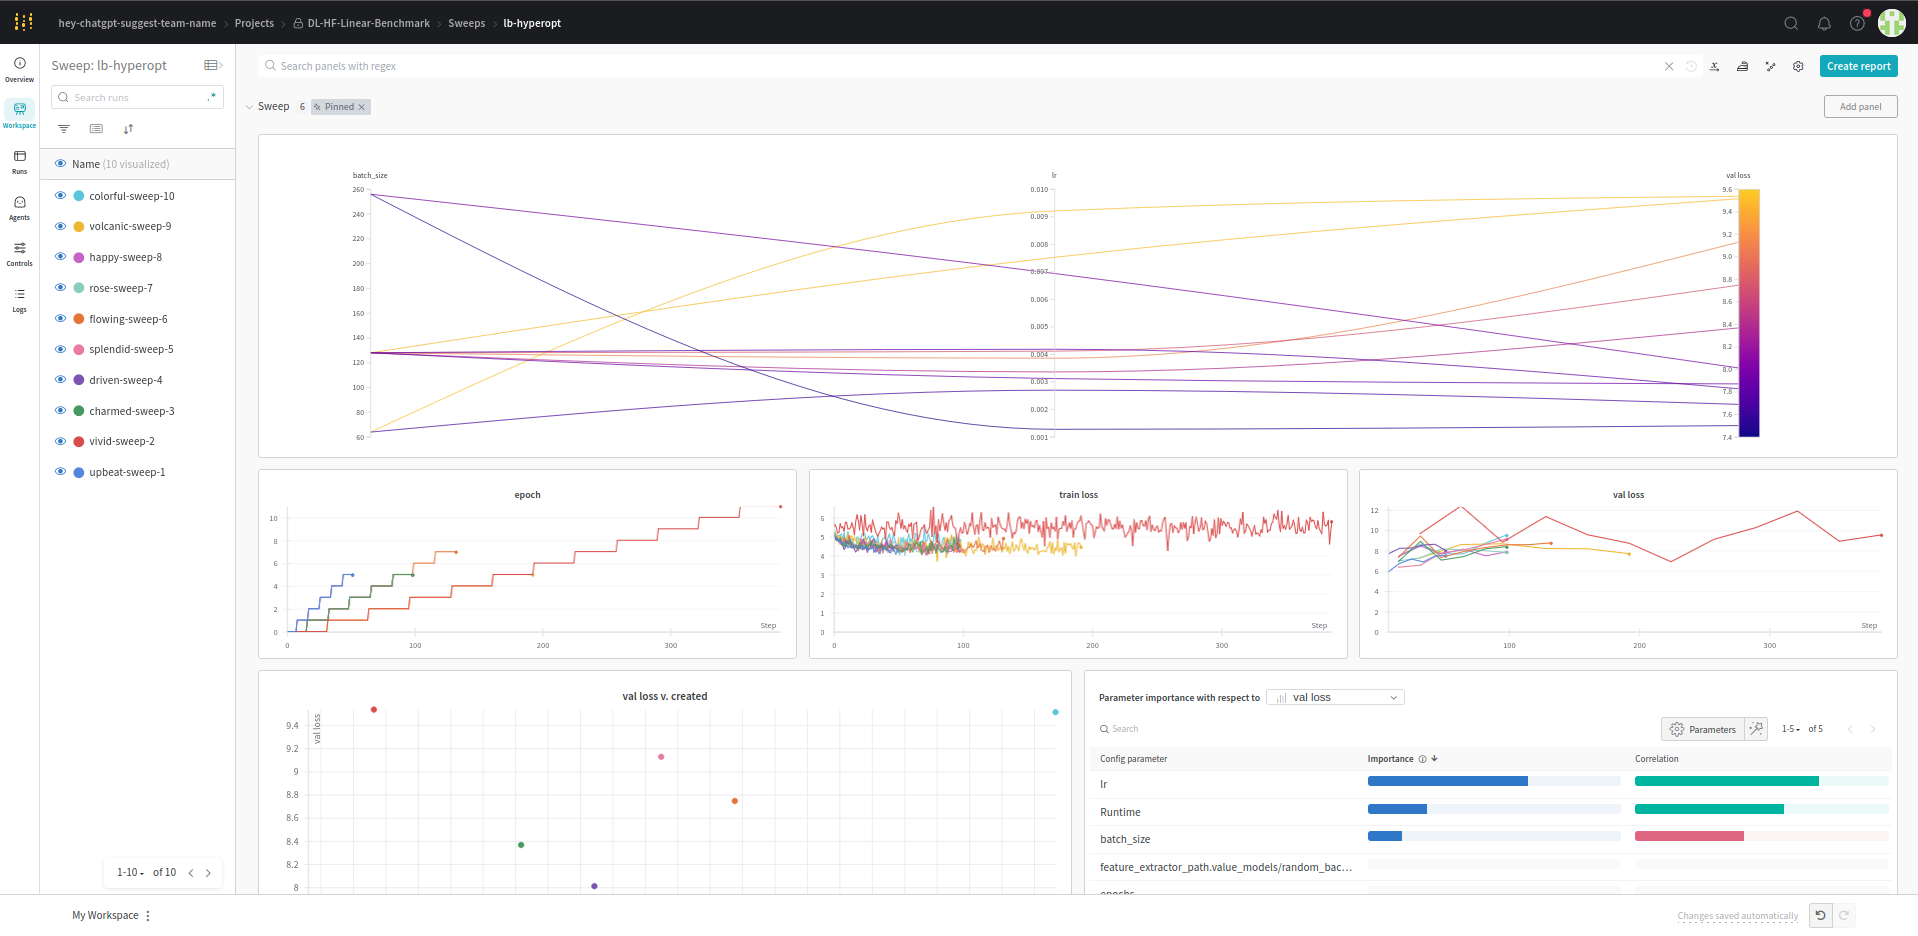 hey-chatgpt-suggest-team-name > Projects > DL-HF-Linear-Benchmark > Sweeps > lb-hyperopt
Overview
Workspace
Runs
Agents
Controls
Logs
Sweep: lb-hyperopt
Search runs
.*
Name (10 visualized)
colorful-sweep-10
volcanic-sweep-9
happy-sweep-8
rose-sweep-7
flowing-sweep-6
splendid-sweep-5
driven-sweep-4
charmed-sweep-3
vivid-sweep-2
upbeat-sweep-1
1-10 of 10
Search panels with regex
Create report
Sweep 6 Pinned
Add panel
batch_size
260
240
220
200
180
160
140
120
100
80
60
lr
0.010
0.009
0.008
0.007
0.006
0.005
0.004
0.003
0.002
0.001
val loss
9.6
9.4
9.2
9.0
8.8
8.6
8.4
8.2
8.0
7.8
7.6
7.4
epoch
10
8
6
4
2
0
Step
0 100 200 300
train loss
6
5
4
3
2
1
0
Step
0 100 200 300
val loss
12
10
8
6
4
2
0
Step
100 200 300
val loss v. created
val loss
9.4
9.2
9
8.8
8.6
8.4
8.2
8
Parameter importance with respect to val loss
Search
Parameters
1-5 of 5
Config parameter Importance Correlation
lr
Runtime
batch_size
feature_extractor_path.value_models/random_bac...
epochs
My Workspace
Changes saved automatically